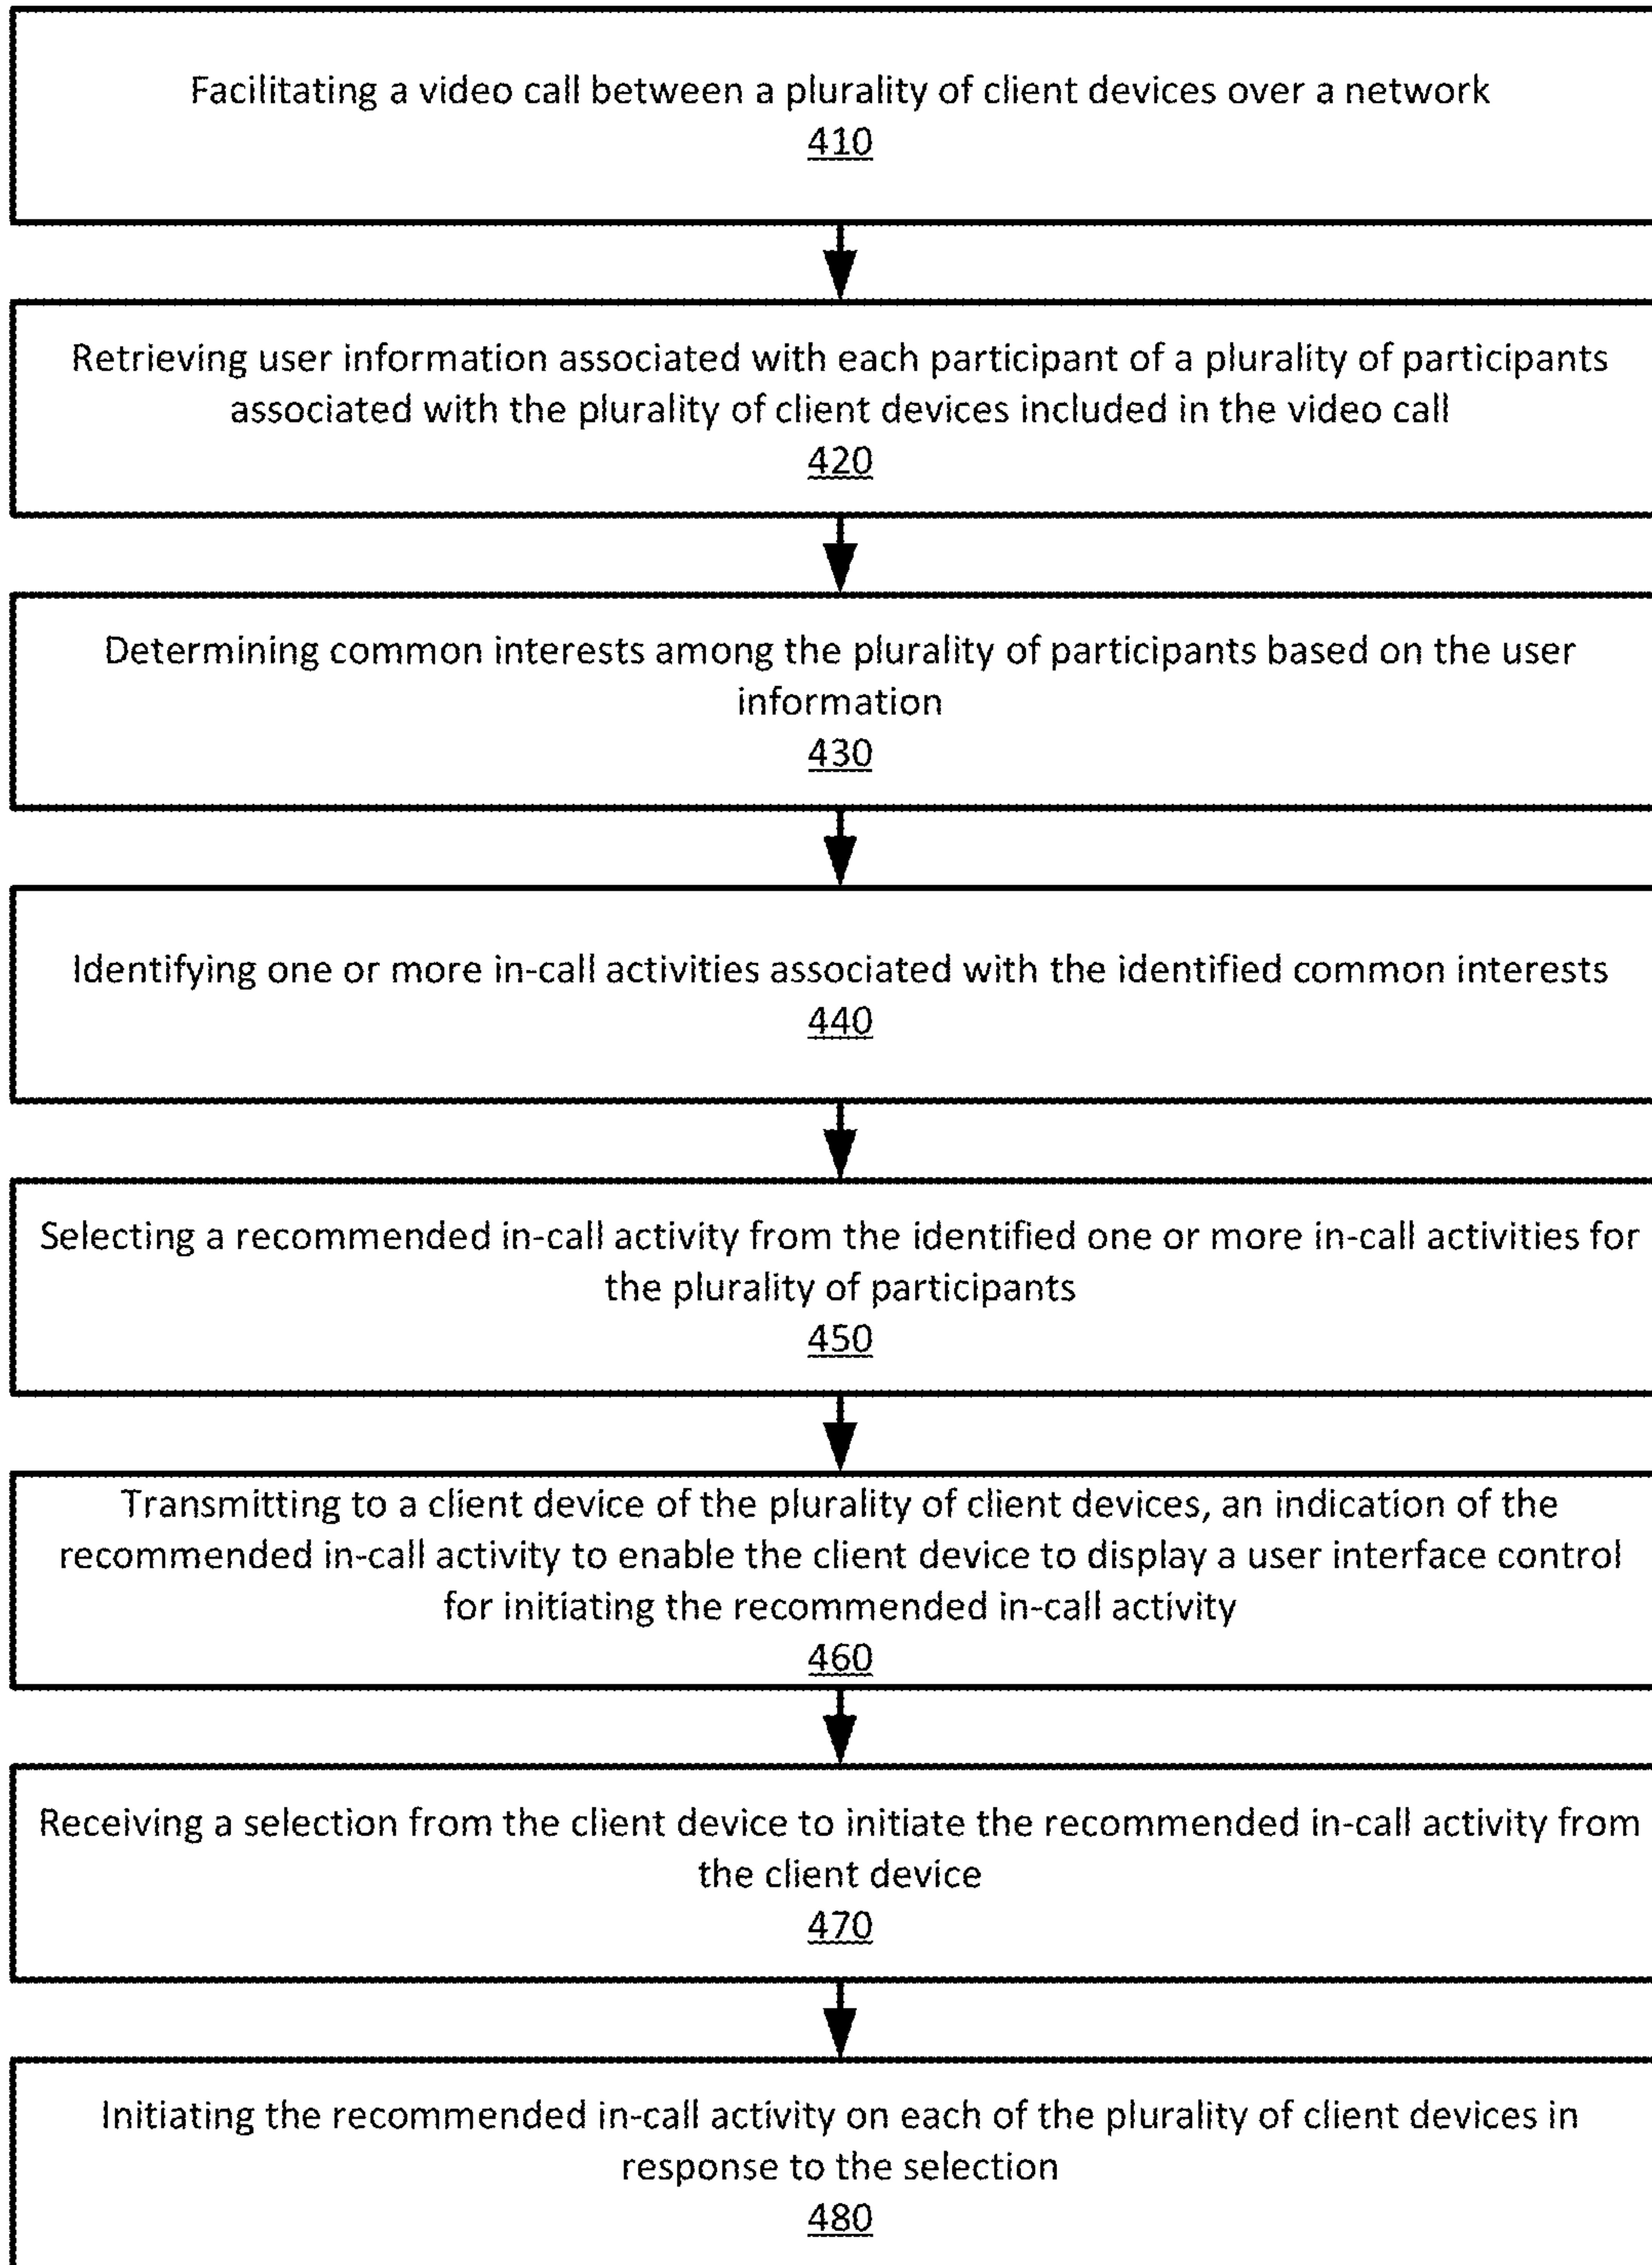 Facilitating a video call between a plurality of client devices over a network
410
Retrieving user information associated with each participant of a plurality of participants
associated with the plurality of client devices included in the video call
420
Determining common interests among the plurality of participants based on the user
information
430
Identifying one or more in-call activities associated with the identified common interests
440
Selecting a recommended in-call activity from the identified one or more in-call activities for
the plurality of participants
450
Transmitting to a client device of the plurality of client devices, an indication of the
recommended in-call activity to enable the client device to display a user interface control
for initiating the recommended in-call activity
460
Receiving a selection from the client device to initiate the recommended in-call activity from
the client device
470
Initiating the recommended in-call activity on each of the plurality of client devices in
response to the selection
480